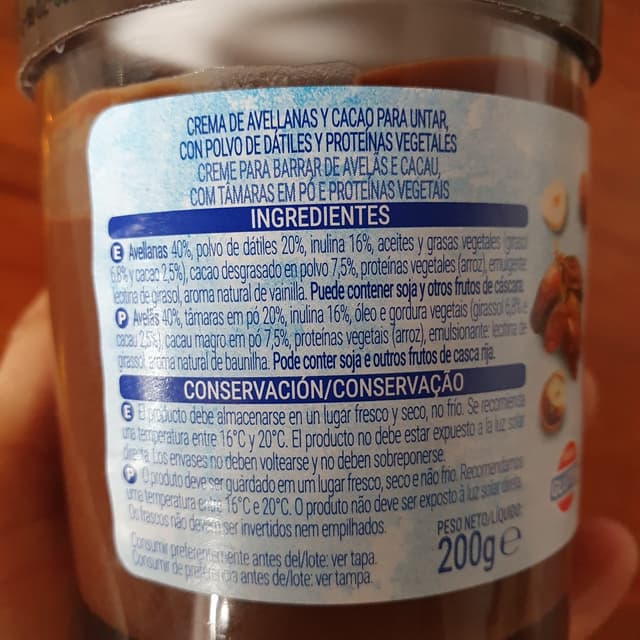 CREMA DE AVELLANAS Y CACAO PARA UNTAR,
CON POLVO DE DÁTILES Y PROTEÍNAS VEGETALES
CREME PARA BARRAR DE AVELÃS E CACAU,
COM TÂMARAS EM PÓ E PROTEÍNAS VEGETAIS
INGREDIENTES
E Avellanas 40%, polvo de dátiles 20%, inulina 16%, aceites y grasas vegetales (girasol
6,8% y cacao 2,5%), cacao desgrasado en polvo 7,5%, proteínas vegetales (arroz), emulgente:
lecitina de girasol, aroma natural de vainilla. Puede contener soja y otros frutos de cáscara.
P Avelãs 40%, tâmaras em pó 20%, inulina 16%, óleo e gordura vegetais (girassol 6,8% e
cacau 2,5%), cacau magro em pó 7,5%, proteínas vegetais (arroz), emulsionante: lecitina de
girassol, aroma natural de baunilha. Pode conter soja e outros frutos de casca rija.
CONSERVACIÓN/CONSERVAÇÃO
E El producto debe almacenarse en un lugar fresco y seco, no frío. Se recomienda
una temperatura entre 16°C y 20°C. El producto no debe estar expuesto a la luz solar
directa. Los envases no deben voltearse y no deben sobreponerse.
P O produto deve ser guardado em um lugar fresco, seco e não frio. Recomendamos
uma temperatura entre 16°C e 20°C. O produto não deve ser exposto à luz solar direta.
Os frascos não devem ser invertidos nem empilhados.
Consumir preferentemente antes del/lote: ver tapa.
Consumir de preferência antes de/lote: ver tampa.
PESO NETO/LÍQUIDO:
200g e